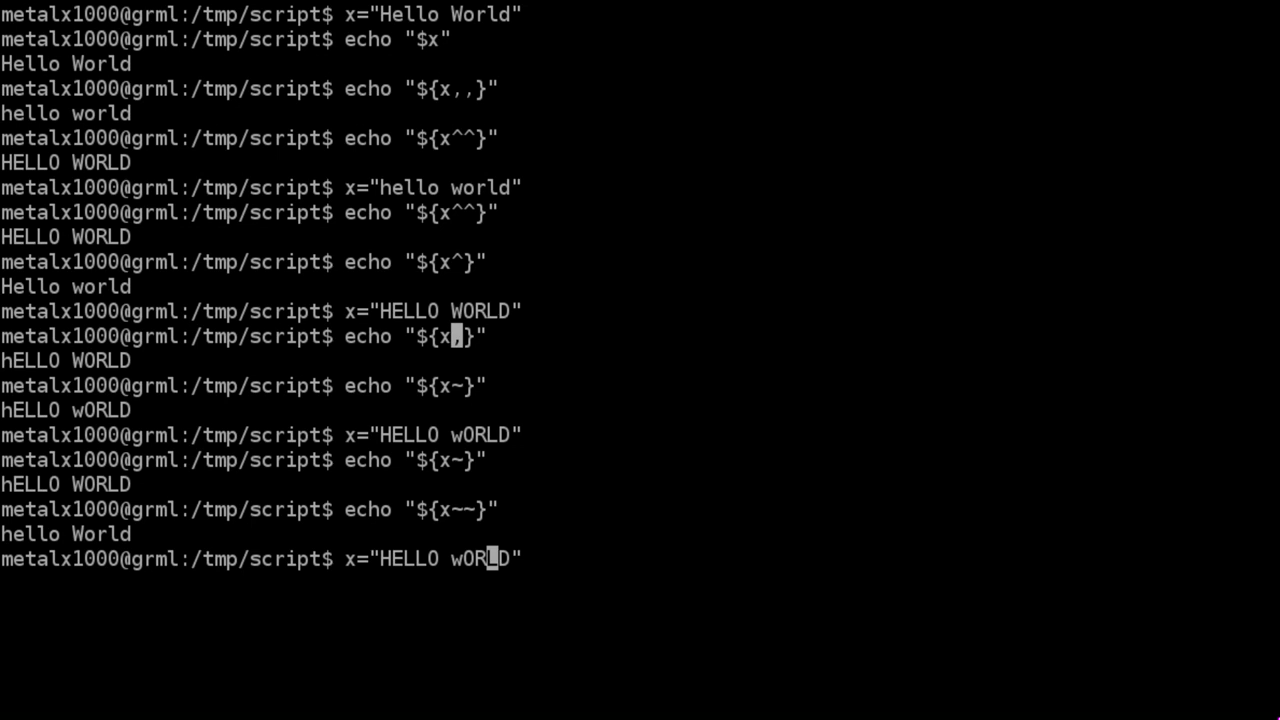 metalx1000@grml:/tmp/script$ x="Hello World"
metalx1000@grml:/tmp/script$ echo "$x"
Hello World
metalx1000@grml:/tmp/script$ echo "${x,,}"
hello world
metalx1000@grml:/tmp/script$ echo "${x^^}"
HELLO WORLD
metalx1000@grml:/tmp/script$ x="hello world"
metalx1000@grml:/tmp/script$ echo "${x^^}"
HELLO WORLD
metalx1000@grml:/tmp/script$ echo "${x^}"
Hello world
metalx1000@grml:/tmp/script$ x="HELLO WORLD"
metalx1000@grml:/tmp/script$ echo "${x,}"
hELLO WORLD
metalx1000@grml:/tmp/script$ echo "${x~}"
hELLO wORLD
metalx1000@grml:/tmp/script$ x="HELLO wORLD"
metalx1000@grml:/tmp/script$ echo "${x~}"
hELLO WORLD
metalx1000@grml:/tmp/script$ echo "${x~~}"
hello World
metalx1000@grml:/tmp/script$ x="HELLO wORLD"